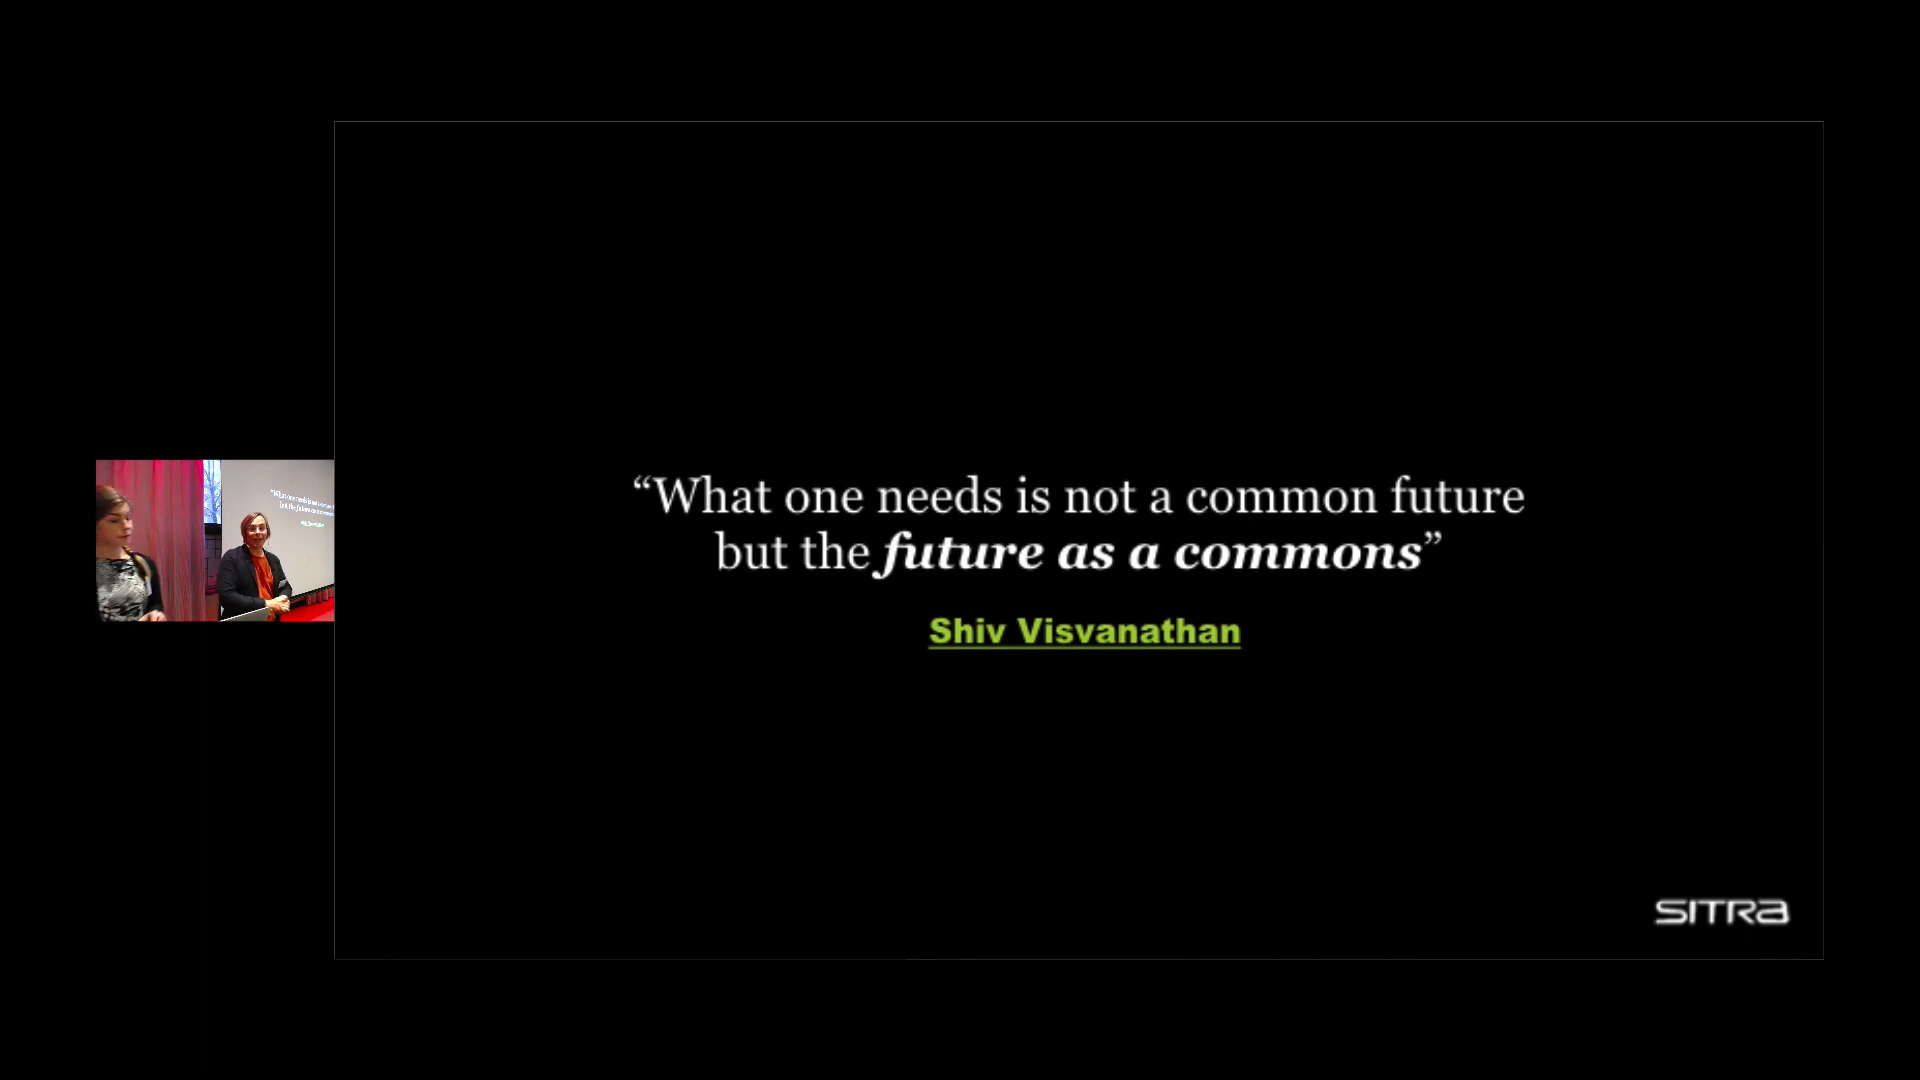 “What one needs is not a common future
but the future as a commons”
Shiv Visvanathan
SITRA